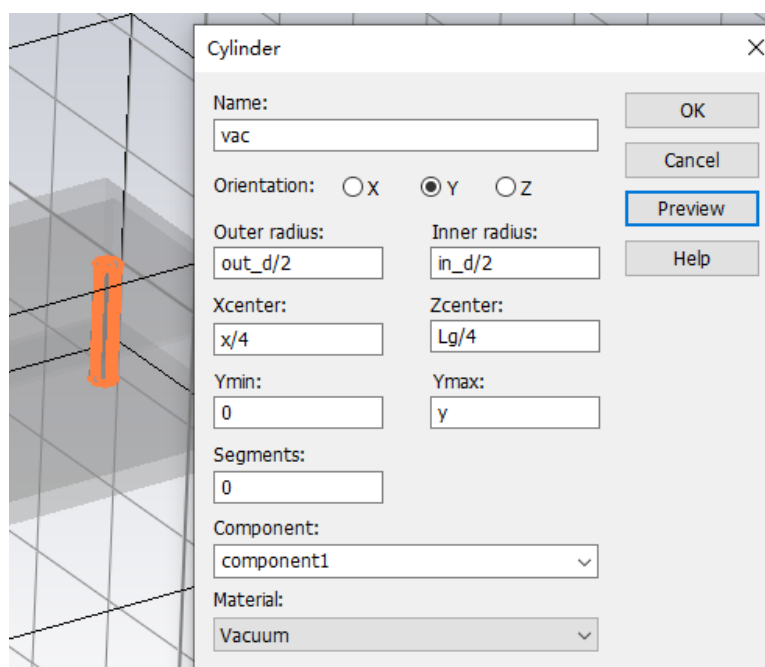 Cylinder
Name:
OK
vac
Cancel
Orientation: X Y Z
Preview
Outer radius: Inner radius:
out_d/2 in_d/2
Help
Xcenter: Zcenter:
x/4 Lg/4
Ymin: Ymax:
0 y
Segments:
0
Component:
component1
Material:
Vacuum